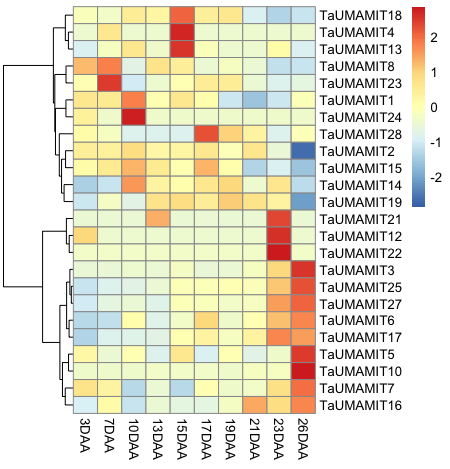 TaUMAMIT18
TaUMAMIT4
TaUMAMIT13
TaUMAMIT8
TaUMAMIT23
TaUMAMIT1
TaUMAMIT24
TaUMAMIT28
TaUMAMIT2
TaUMAMIT15
TaUMAMIT14
TaUMAMIT19
TaUMAMIT21
TaUMAMIT12
TaUMAMIT22
TaUMAMIT3
TaUMAMIT25
TaUMAMIT27
TaUMAMIT6
TaUMAMIT17
TaUMAMIT5
TaUMAMIT10
TaUMAMIT7
TaUMAMIT16
3DAA
7DAA
10DAA
13DAA
15DAA
17DAA
19DAA
21DAA
23DAA
26DAA
2
1
0
-1
-2